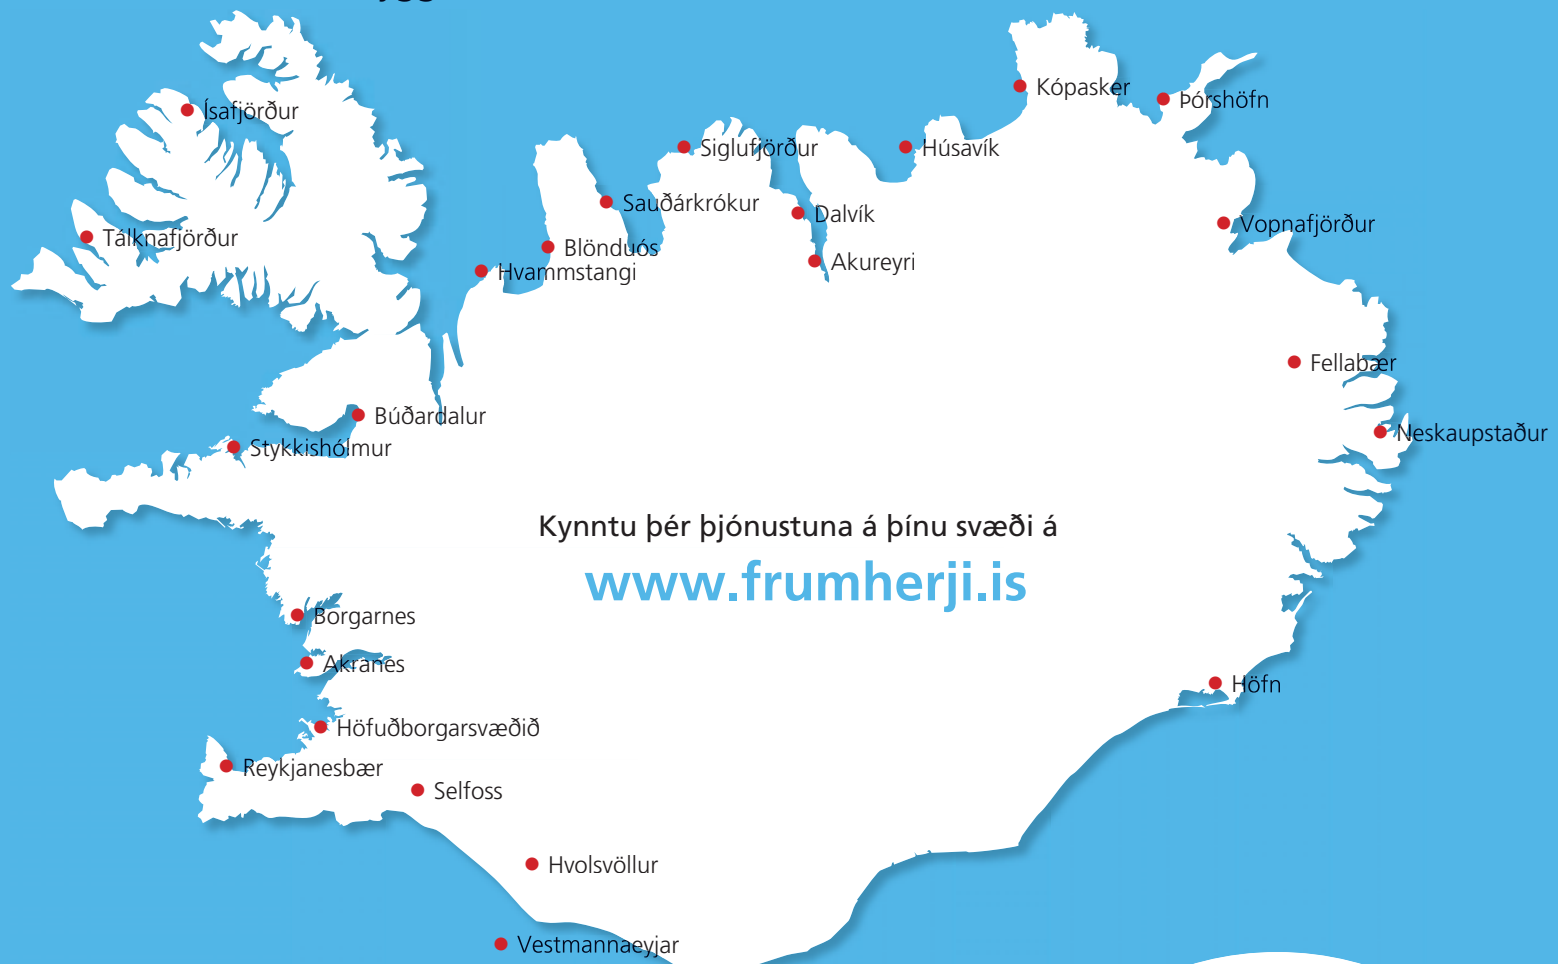 Kópasker
Þórshöfn
Ísafjörður
Siglufjörður
Húsavík
Sauðárkrókur
Dalvík
Vopnafjörður
Tálknafjörður
Blönduós
Akureyri
Hvammstangi
Fellabær
Búðardalur
Neskaupstaður
Stykkishólmur
Kynntu þér þjónustuna á þínu svæði á
www.frumherji.is
Borgarnes
Akranes
Höfn
Höfuðborgarsvæðið
Reykjanesbær
Selfoss
Hvolsvöllur
Vestmannaeyjar